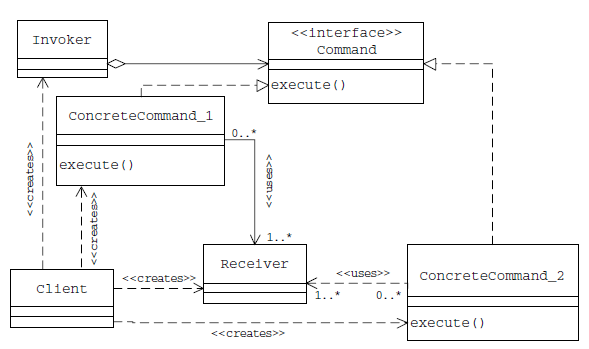 <<interface>>
Invoker
Command
execute()
ConcreteCommand_1
0..*
execute()
<<creates>>
<<uses>>
<<creates>>
1..*
Receiver
<<creates>>
<<uses>>
ConcreteCommand_2
Client
1..*
0..*
execute()
<<creates>>